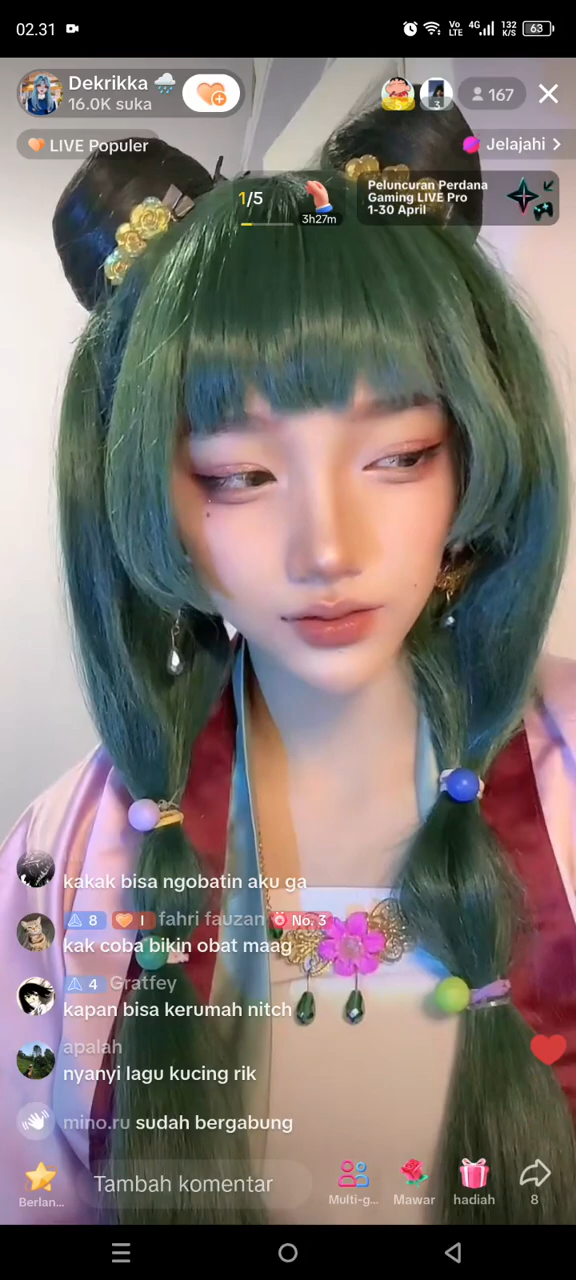 02.31
Vo
LTE
4G
132
K/S
63
Dekrikka
16.0K suka
3
167
LIVE Populer
Jelajahi
1/5
3h27m
Peluncuran Perdana
Gaming LIVE Pro
1-30 April
kakak bisa ngobatin aku ga
8 I fahri fauzan No. 3
kak coba bikin obat maag
4 Gratfey
kapan bisa kerumah nitch
apalah
nyanyi lagu kucing rik
mino.ru sudah bergabung
Berlan...
Tambah komentar
Multi-g...
Mawar
hadiah
8